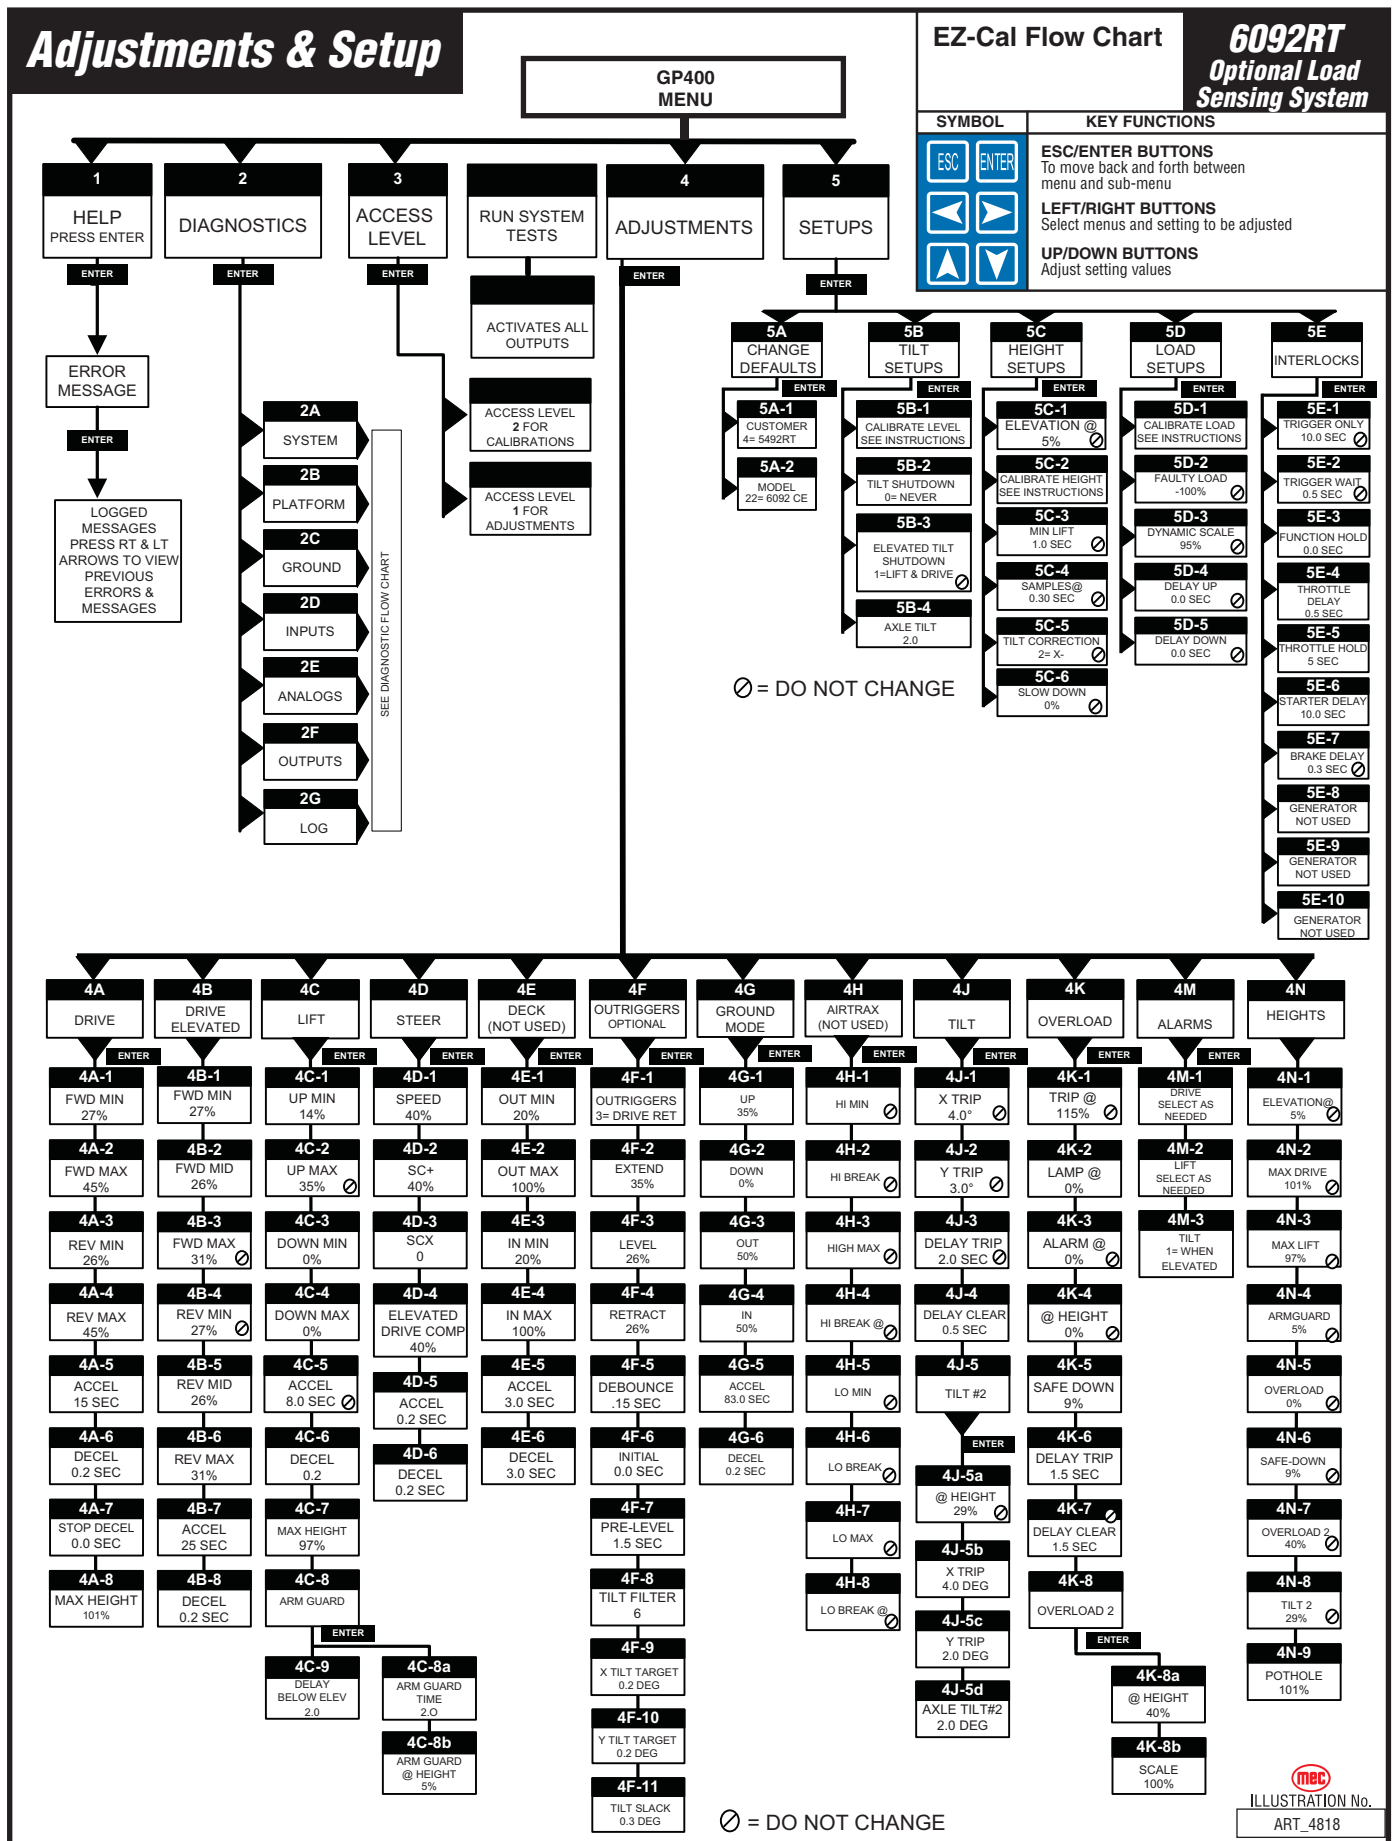 Adjustments & Setup
EZ-Cal Flow Chart
6092RT
Optional Load
Sensing System
GP400
MENU
SYMBOL
KEY FUNCTIONS
ESC
ENTER
ESC/ENTER BUTTONS
To move back and forth between
menu and sub-menu
LEFT/RIGHT BUTTONS
Select menus and setting to be adjusted
UP/DOWN BUTTONS
Adjust setting values
1
HELP
PRESS ENTER
ENTER
ERROR
MESSAGE
ENTER
LOGGED
MESSAGES
PRESS RT & LT
ARROWS TO VIEW
PREVIOUS
ERRORS &
MESSAGES
2
DIAGNOSTICS
ENTER
2A
SYSTEM
2B
PLATFORM
2C
GROUND
2D
INPUTS
2E
ANALOGS
2F
OUTPUTS
2G
LOG
SEE DIAGNOSTIC FLOW CHART
3
ACCESS
LEVEL
ENTER
ACCESS LEVEL
2 FOR
CALIBRATIONS
ACCESS LEVEL
1 FOR
ADJUSTMENTS
RUN SYSTEM
TESTS
ENTER
ACTIVATES ALL
OUTPUTS
4
ADJUSTMENTS
ENTER
5
SETUPS
ENTER
5A
CHANGE
DEFAULTS
ENTER
5A-1
CUSTOMER
4= 5492RT
5A-2
MODEL
22= 6092 CE
5B
TILT
SETUPS
ENTER
5B-1
CALIBRATE LEVEL
SEE INSTRUCTIONS
5B-2
TILT SHUTDOWN
0= NEVER
5B-3
ELEVATED TILT
SHUTDOWN
1=LIFT & DRIVE
5B-4
AXLE TILT
2.0
5C
HEIGHT
SETUPS
ENTER
5C-1
ELEVATION @
5%
5C-2
CALIBRATE HEIGHT
SEE INSTRUCTIONS
5C-3
MIN LIFT
1.0 SEC
5C-4
SAMPLES@
0.30 SEC
5C-5
TILT CORRECTION
2= X-
5C-6
SLOW DOWN
0%
5D
LOAD
SETUPS
ENTER
5D-1
CALIBRATE LOAD
SEE INSTRUCTIONS
5D-2
FAULTY LOAD
-100%
5D-3
DYNAMIC SCALE
95%
5D-4
DELAY UP
0.0 SEC
5D-5
DELAY DOWN
0.0 SEC
5E
INTERLOCKS
ENTER
5E-1
TRIGGER ONLY
10.0 SEC
5E-2
TRIGGER WAIT
0.5 SEC
5E-3
FUNCTION HOLD
0.0 SEC
5E-4
THROTTLE
DELAY
0.5 SEC
5E-5
THROTTLE HOLD
5 SEC
5E-6
STARTER DELAY
10.0 SEC
5E-7
BRAKE DELAY
0.3 SEC
5E-8
GENERATOR
NOT USED
5E-9
GENERATOR
NOT USED
5E-10
GENERATOR
NOT USED
= DO NOT CHANGE
4A
DRIVE
ENTER
4A-1
FWD MIN
27%
4A-2
FWD MAX
45%
4A-3
REV MIN
26%
4A-4
REV MAX
45%
4A-5
ACCEL
15 SEC
4A-6
DECEL
0.2 SEC
4A-7
STOP DECEL
0.0 SEC
4A-8
MAX HEIGHT
101%
4B
DRIVE
ELEVATED
ENTER
4B-1
FWD MIN
27%
4B-2
FWD MID
26%
4B-3
FWD MAX
31%
4B-4
REV MIN
27%
4B-5
REV MID
26%
4B-6
REV MAX
31%
4B-7
ACCEL
25 SEC
4B-8
DECEL
0.2 SEC
4C
LIFT
ENTER
4C-1
UP MIN
14%
4C-2
UP MAX
35%
4C-3
DOWN MIN
0%
4C-4
DOWN MAX
0%
4C-5
ACCEL
8.0 SEC
4C-6
DECEL
0.2
4C-7
MAX HEIGHT
97%
4C-8
ARM GUARD
ENTER
4C-9
DELAY
BELOW ELEV
2.0
4C-8a
ARM GUARD
TIME
2.O
4C-8b
ARM GUARD
@ HEIGHT
5%
4D
STEER
ENTER
4D-1
SPEED
40%
4D-2
SC+
40%
4D-3
SCX
0
4D-4
ELEVATED
DRIVE COMP
40%
4D-5
ACCEL
0.2 SEC
4D-6
DECEL
0.2 SEC
4E
DECK
(NOT USED)
ENTER
4E-1
OUT MIN
20%
4E-2
OUT MAX
100%
4E-3
IN MIN
20%
4E-4
IN MAX
100%
4E-5
ACCEL
3.0 SEC
4E-6
DECEL
3.0 SEC
4F
OUTRIGGERS
OPTIONAL
ENTER
4F-1
OUTRIGGERS
3= DRIVE RET
4F-2
EXTEND
35%
4F-3
LEVEL
26%
4F-4
RETRACT
26%
4F-5
DEBOUNCE
.15 SEC
4F-6
INITIAL
0.0 SEC
4F-7
PRE-LEVEL
1.5 SEC
4F-8
TILT FILTER
6
4F-9
X TILT TARGET
0.2 DEG
4F-10
Y TILT TARGET
0.2 DEG
4F-11
TILT SLACK
0.3 DEG
4G
GROUND
MODE
ENTER
4G-1
UP
35%
4G-2
DOWN
0%
4G-3
OUT
50%
4G-4
IN
50%
4G-5
ACCEL
83.0 SEC
4G-6
DECEL
0.2 SEC
4H
AIRTRAX
(NOT USED)
ENTER
4H-1
HI MIN
4H-2
HI BREAK
4H-3
HIGH MAX
4H-4
HI BREAK @
4H-5
LO MIN
4H-6
LO BREAK
4H-7
LO MAX
4H-8
LO BREAK @
4J
TILT
ENTER
4J-1
X TRIP
4.0°
4J-2
Y TRIP
3.0°
4J-3
DELAY TRIP
2.0 SEC
4J-4
DELAY CLEAR
0.5 SEC
4J-5
TILT #2
ENTER
4J-5a
@ HEIGHT
29%
4J-5b
X TRIP
4.0 DEG
4J-5c
Y TRIP
2.0 DEG
4J-5d
AXLE TILT#2
2.0 DEG
4K
OVERLOAD
ENTER
4K-1
TRIP @
115%
4K-2
LAMP @
0%
4K-3
ALARM @
0%
4K-4
@ HEIGHT
0%
4K-5
SAFE DOWN
9%
4K-6
DELAY TRIP
1.5 SEC
4K-7
DELAY CLEAR
1.5 SEC
4K-8
OVERLOAD 2
ENTER
4K-8a
@ HEIGHT
40%
4K-8b
SCALE
100%
4M
ALARMS
ENTER
4M-1
DRIVE
SELECT AS
NEEDED
4M-2
LIFT
SELECT AS
NEEDED
4M-3
TILT
1= WHEN
ELEVATED
4N
HEIGHTS
4N-1
ELEVATION@
5%
4N-2
MAX DRIVE
101%
4N-3
MAX LIFT
97%
4N-4
ARMGUARD
5%
4N-5
OVERLOAD
0%
4N-6
SAFE-DOWN
9%
4N-7
OVERLOAD 2
40%
4N-8
TILT 2
29%
4N-9
POTHOLE
101%
= DO NOT CHANGE
mec
ILLUSTRATION No.
ART_4818